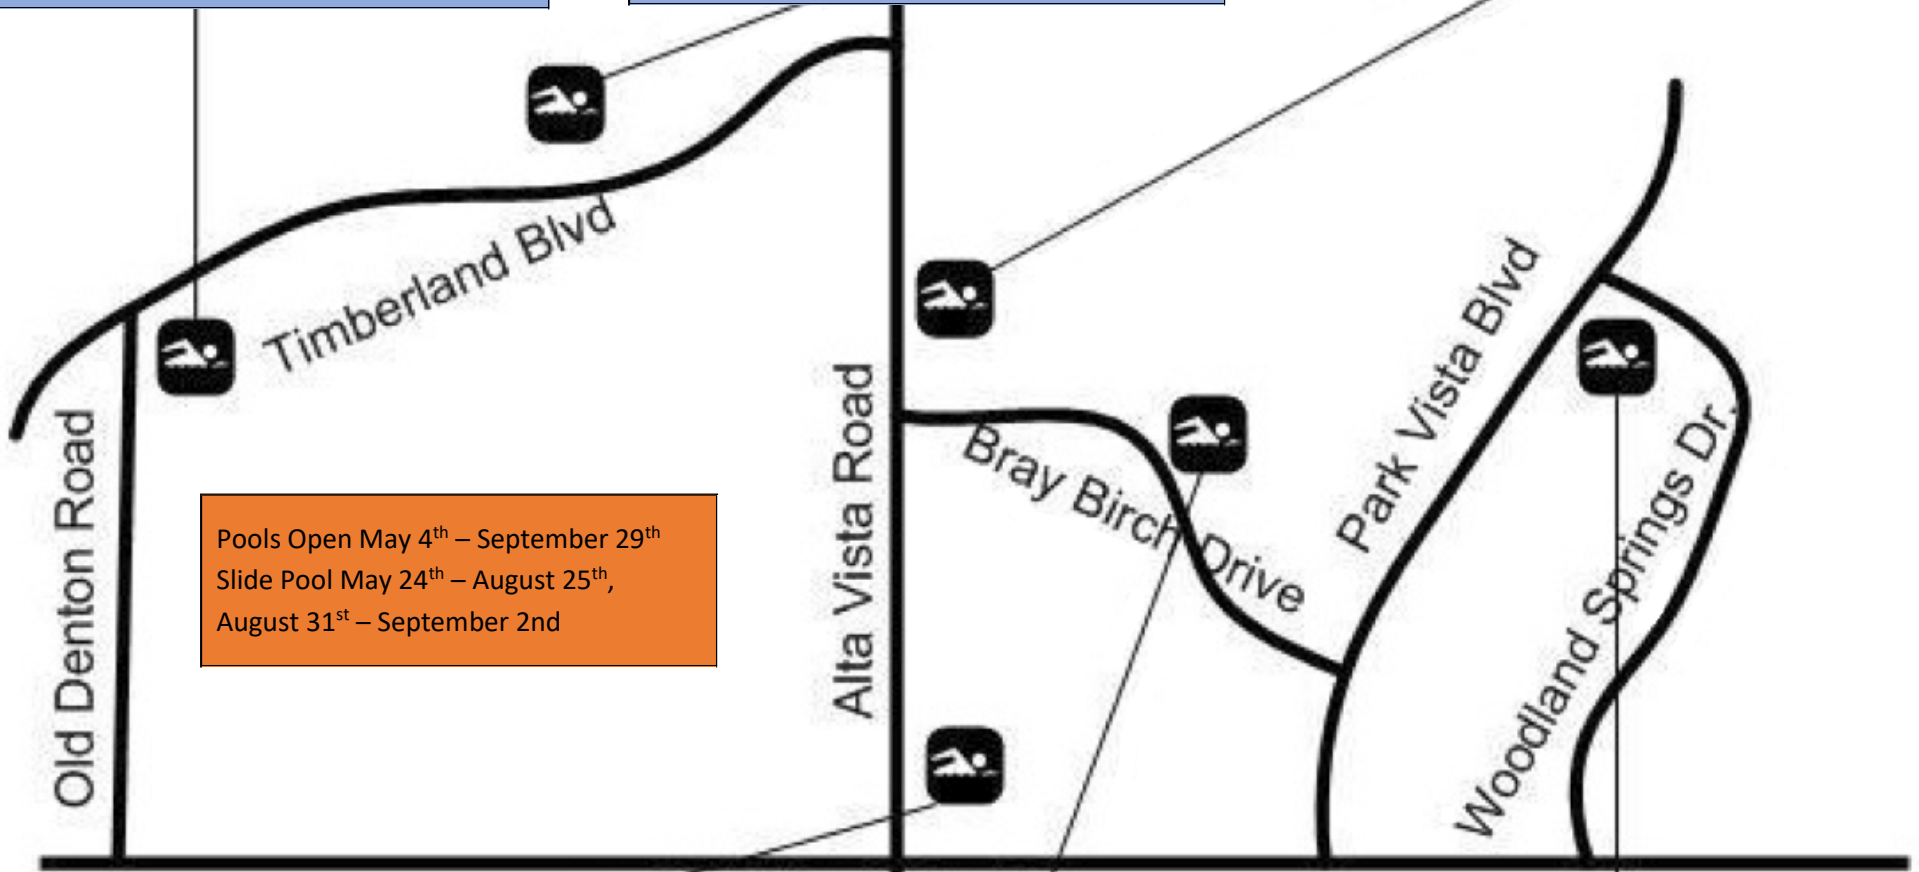 Timberland Blvd
Old Denton Road
Alta Vista Road
Bray Birch Drive
Park Vista Blvd
Woodland Springs Dr.
Pools Open May 4th – September 29th
Slide Pool May 24th – August 25th,
August 31st – September 2nd